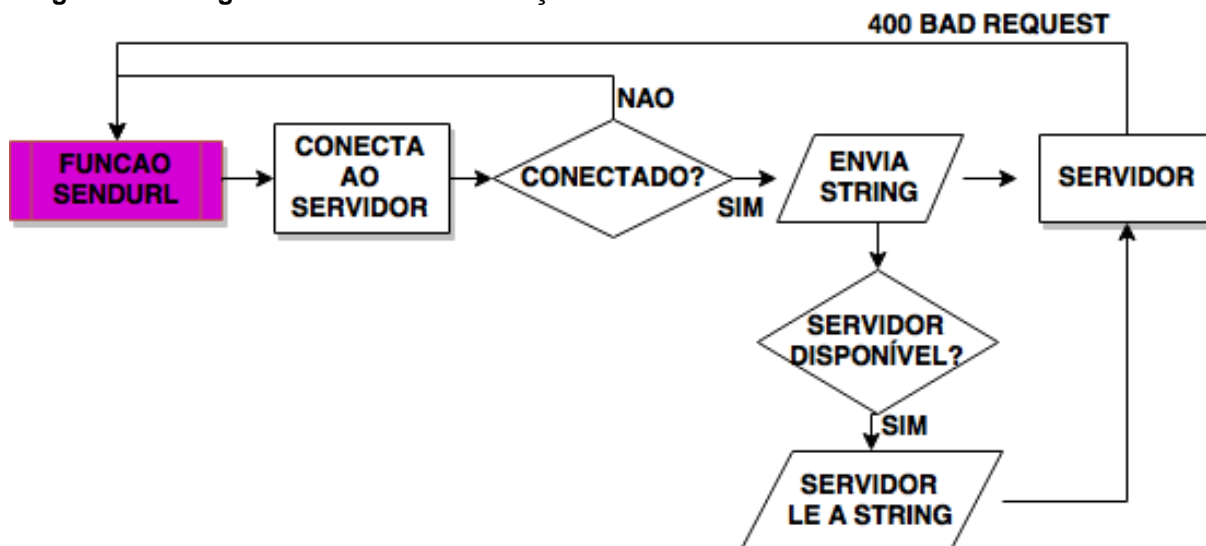 400 BAD REQUEST
NAO
FUNCAO
SENDURL
CONECTA
AO
SERVIDOR
CONECTADO?
SIM
ENVIA
STRING
SERVIDOR
SERVIDOR
DISPONÍVEL?
SIM
SERVIDOR
LE A STRING